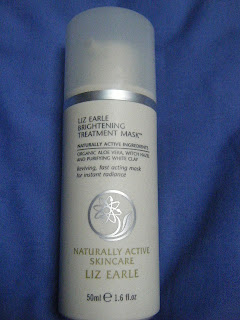 LIZ EARLE
BRIGHTENING
TREATMENT MASK™
NATURALLY ACTIVE INGREDIENTS
ORGANIC ALOE VERA, WITCH HAZEL
AND PURIFYING WHITE CLAY
Reviving, fast acting mask
for instant radiance
NATURALLY ACTIVE
SKINCARE
LIZ EARLE
50ml ℮ 1.6 fl.oz